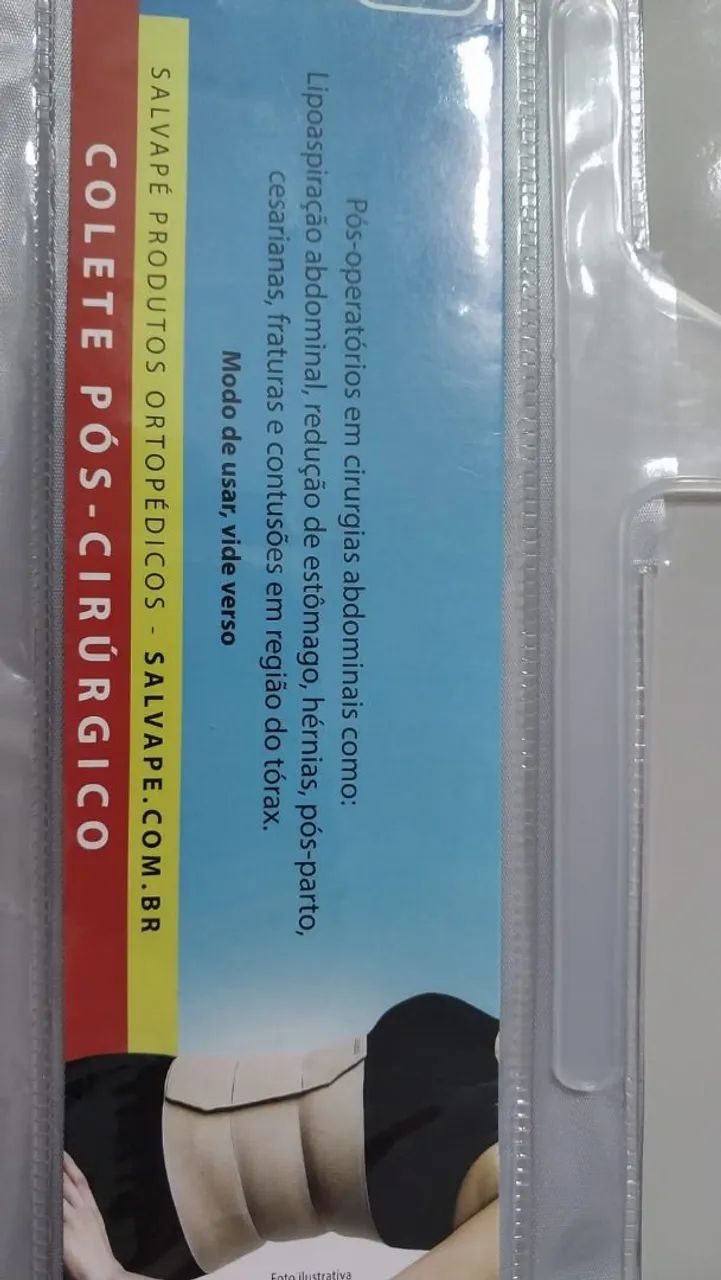 Pós-operatórios em cirurgias abdominais como:
Lipoaspiração abdominal, redução de estômago, hérnias, pós-parto,
cesarianas, fraturas e contusões em região do tórax.
Modo de usar, vide verso
SALVAPÉ PRODUTOS ORTOPÉDICOS - SALVAPE.COM.BR
COLETE PÓS-CIRÚRGICO
Foto ilustrativa